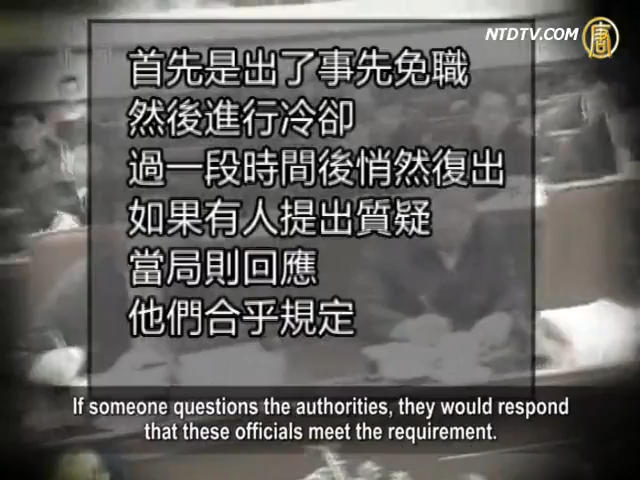 NTDTV.COM
唐
首先是出了事先免職
然後進行冷卻
過一段時間後悄然復出
如果有人提出質疑
當局則回應
他們合乎規定
If someone questions the authorities, they would respond
that these officials meet the requirement.